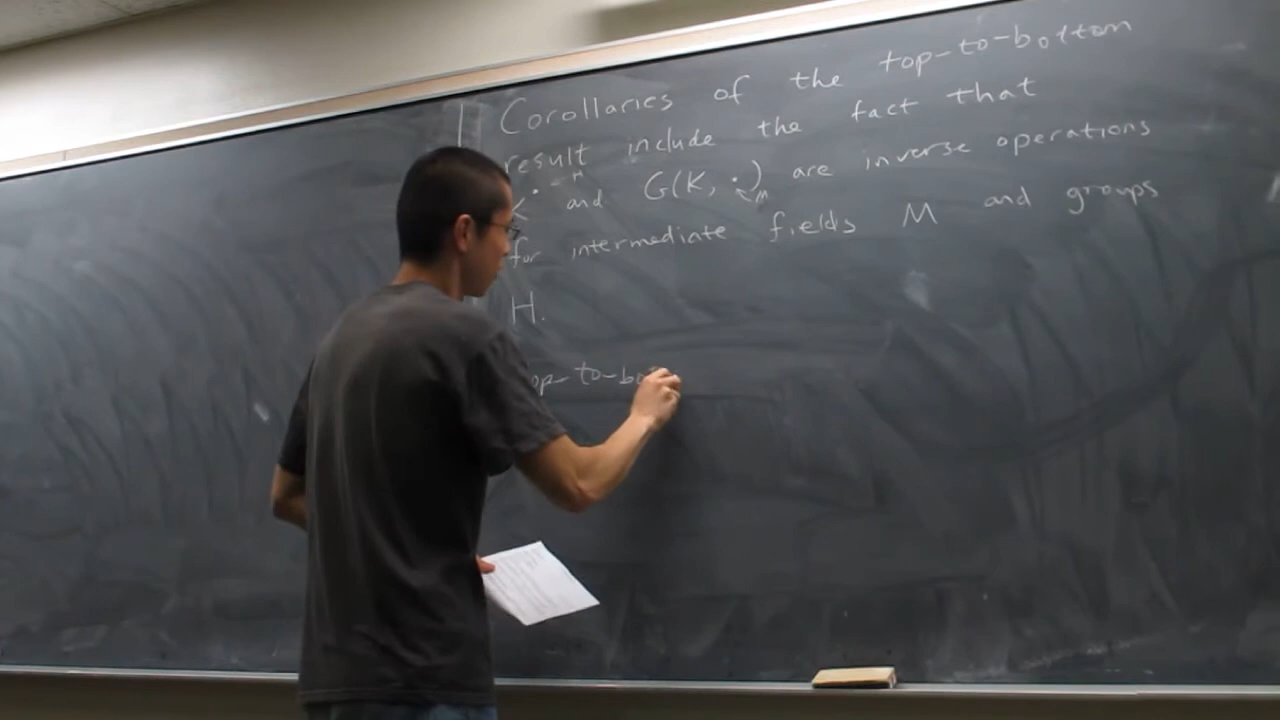 Corollaries of the top-to-bottom
result include the fact that
K^• and G(K, •) are inverse operations
H M
for intermediate fields M and groups
H.
top-to-bo